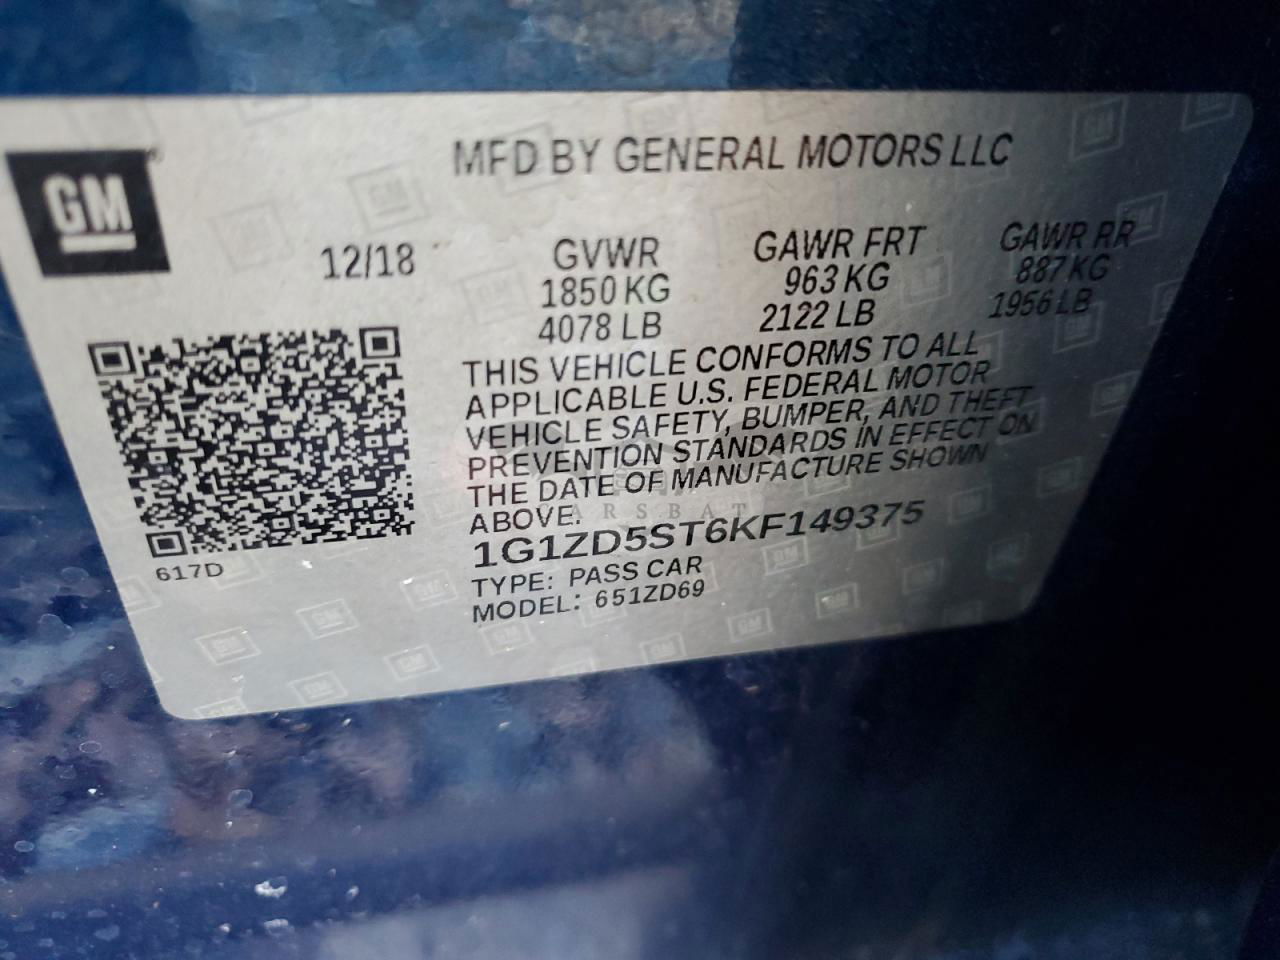 GM
MFD BY GENERAL MOTORS LLC
12/18
GVWR
1850 KG
4078 LB
GAWR FRT
963 KG
2122 LB
GAWR RR
887 KG
1956 LB
THIS VEHICLE CONFORMS TO ALL
APPLICABLE U.S. FEDERAL MOTOR
VEHICLE SAFETY, BUMPER, AND THEFT
PREVENTION STANDARDS IN EFFECT ON
THE DATE OF MANUFACTURE SHOWN
ABOVE.
ARSBAT
1G1ZD5ST6KF149375
TYPE: PASS CAR
MODEL: 651ZD69
617D